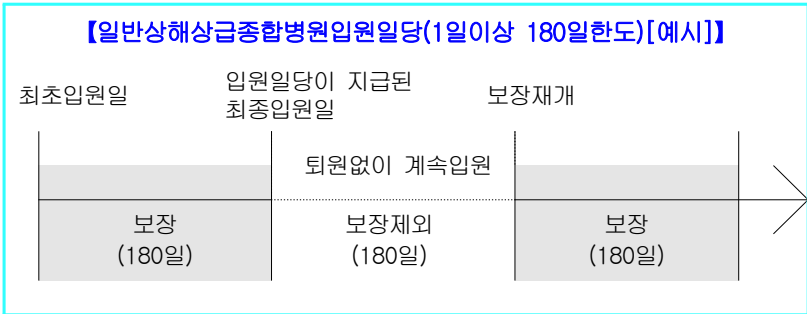 【일반상해상급종합병원입원일당(1일이상 180일한도)[예시]】
최초입원일
입원일당이 지급된
최종입원일
보장재개
퇴원없이 계속입원
보장
(180일)
보장제외
(180일)
보장
(180일)